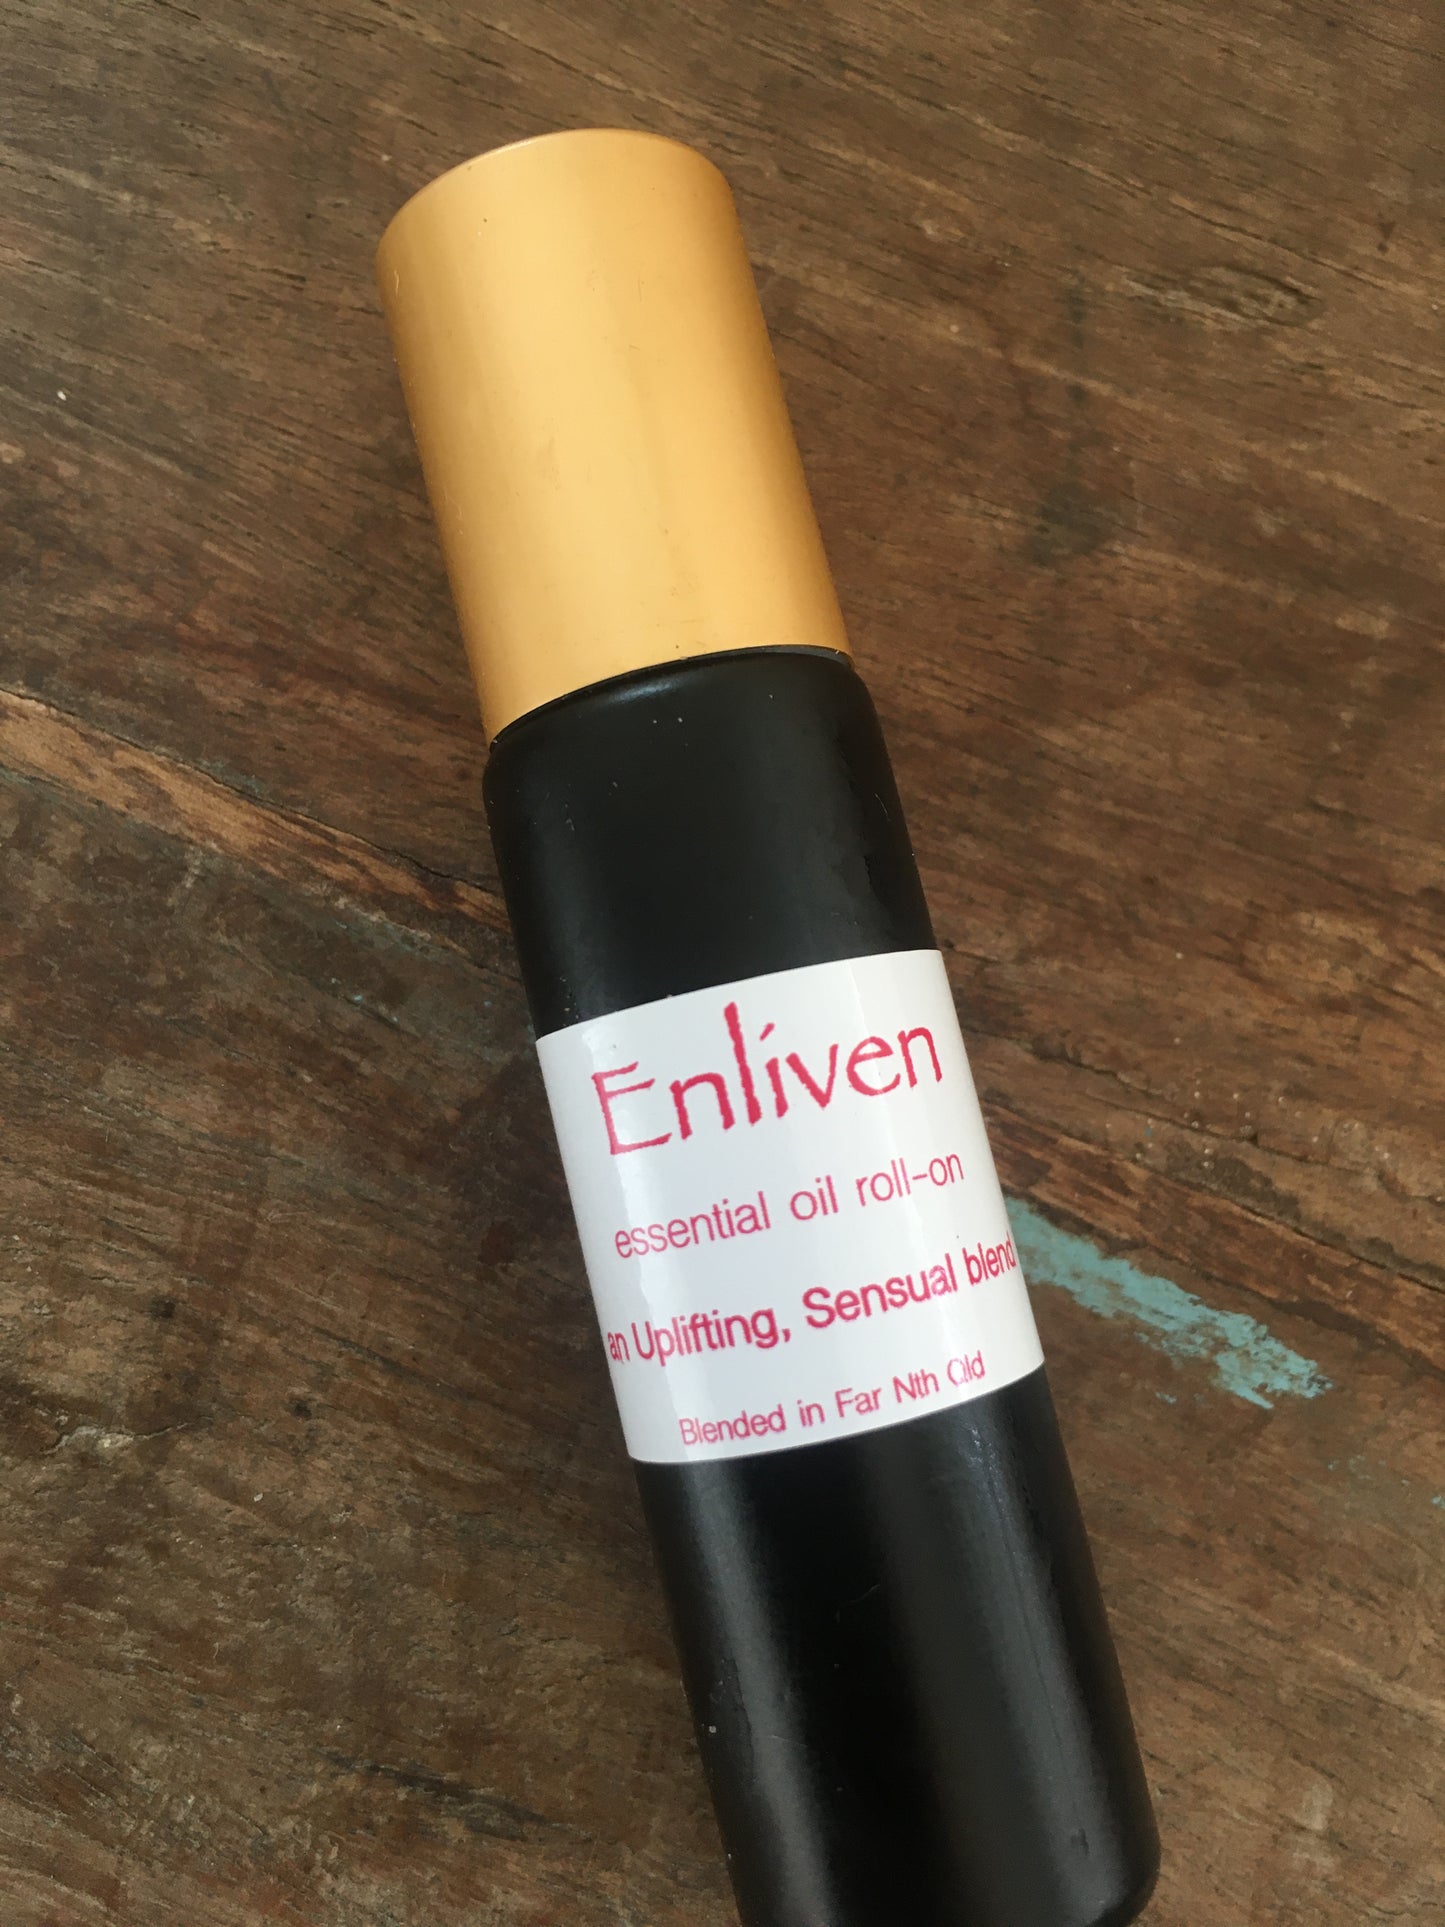 Enliven
essential oil roll-on
an Uplifting, Sensual blend
Blended in Far Nth Qld